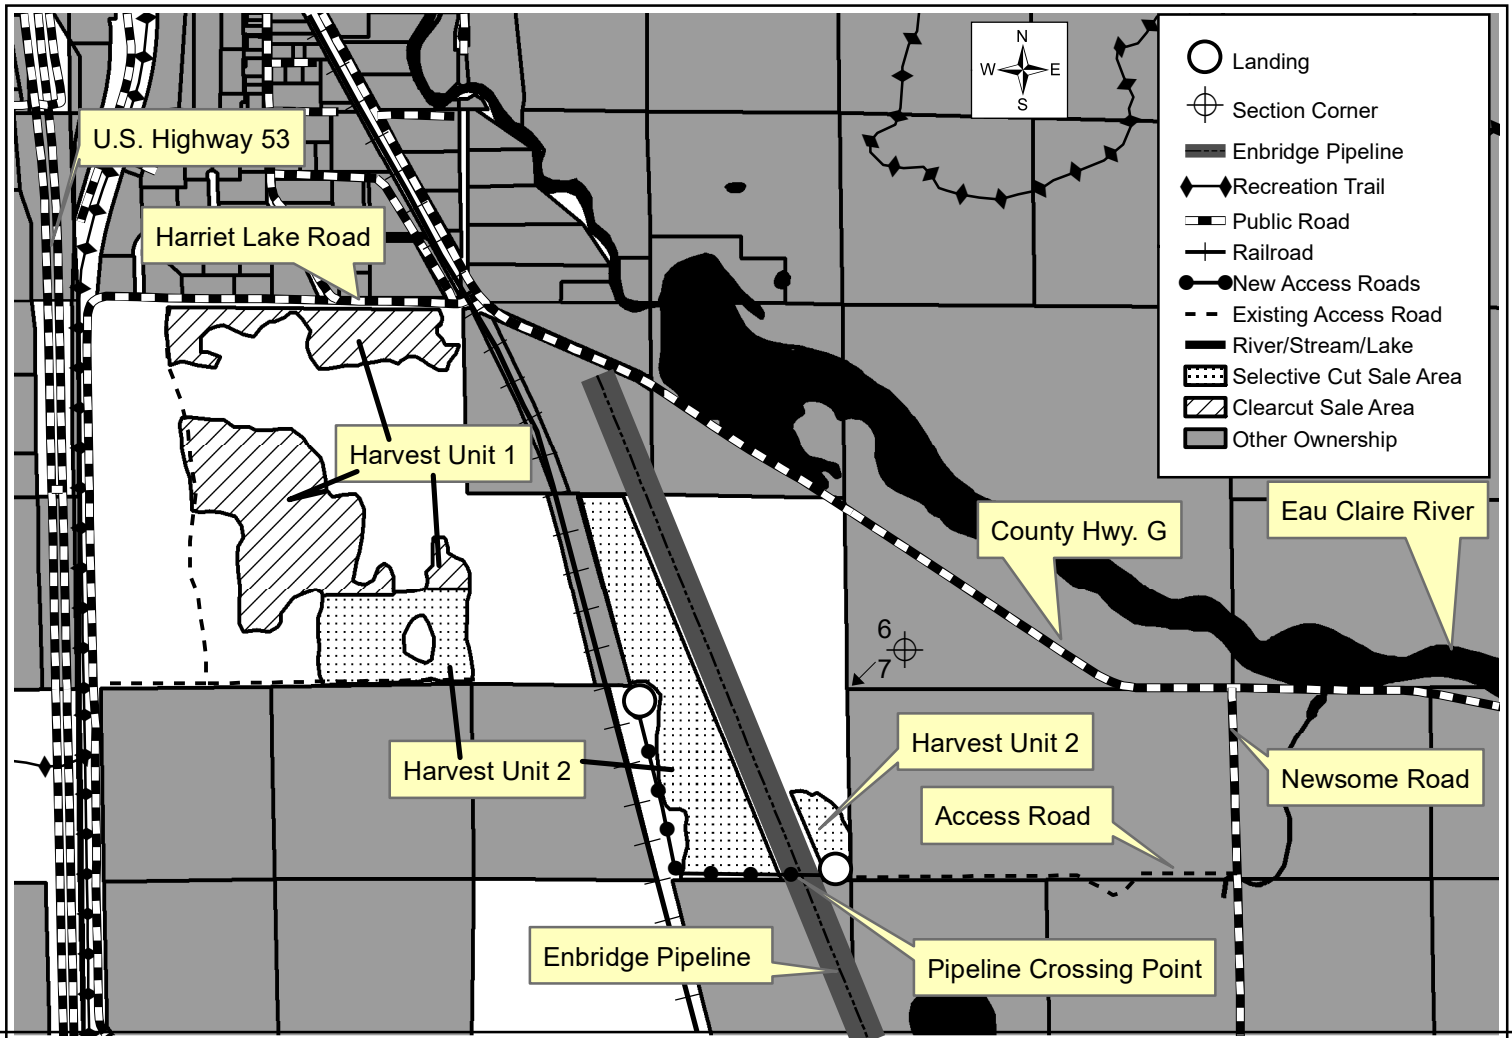 N
W E
S
Landing
Section Corner
Enbridge Pipeline
Recreation Trail
Public Road
Railroad
New Access Roads
Existing Access Road
River/Stream/Lake
Selective Cut Sale Area
Clearcut Sale Area
Other Ownership
U.S. Highway 53
Harriet Lake Road
Harvest Unit 1
County Hwy. G
Eau Claire River
6
7
Harvest Unit 2
Harvest Unit 2
Newsome Road
Access Road
Enbridge Pipeline
Pipeline Crossing Point